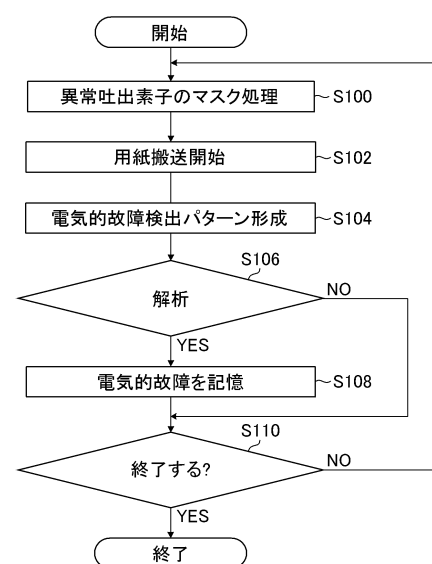 開始
異常吐出素子のマスク処理
S100
用紙搬送開始
S102
電気的故障検出パターン形成
S104
S106
解析
NO
YES
電気的故障を記憶
S108
S110
終了する?
NO
YES
終了